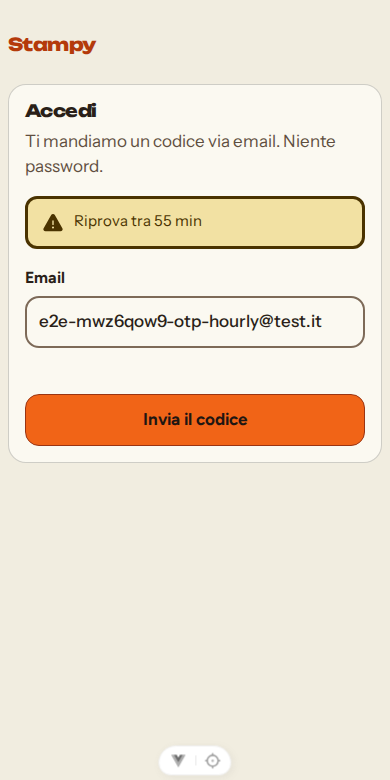 Stampy
Accedi
Ti mandiamo un codice via email. Niente
password.
Riprova tra 55 min
Email
e2e-mwz6qow9-otp-hourly@test.it
Invia il codice